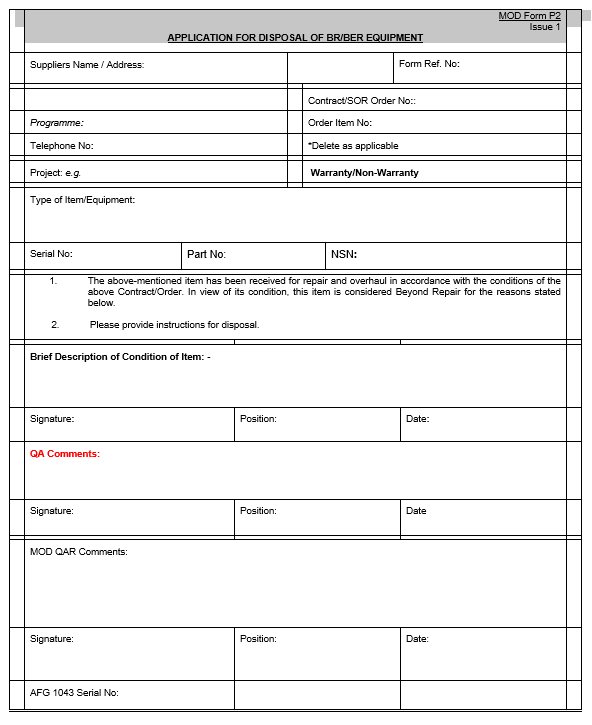 MOD Form P2
Issue 1
APPLICATION FOR DISPOSAL OF BR/BER EQUIPMENT
Suppliers Name / Address:
Form Ref. No:
Contract/SOR Order No::
Programme:
Order Item No:
Telephone No:
*Delete as applicable
Project: e.g.
Warranty/Non-Warranty
Type of Item/Equipment:
Serial No:
Part No:
NSN:
1. The above-mentioned item has been received for repair and overhaul in accordance with the conditions of the
above Contract/Order. In view of its condition, this item is considered Beyond Repair for the reasons stated
below.
2. Please provide instructions for disposal.
Brief Description of Condition of Item: -
Signature:
Position:
Date:
QA Comments:
Signature:
Position:
Date
MOD QAR Comments:
Signature:
Position:
Date:
AFG 1043 Serial No: